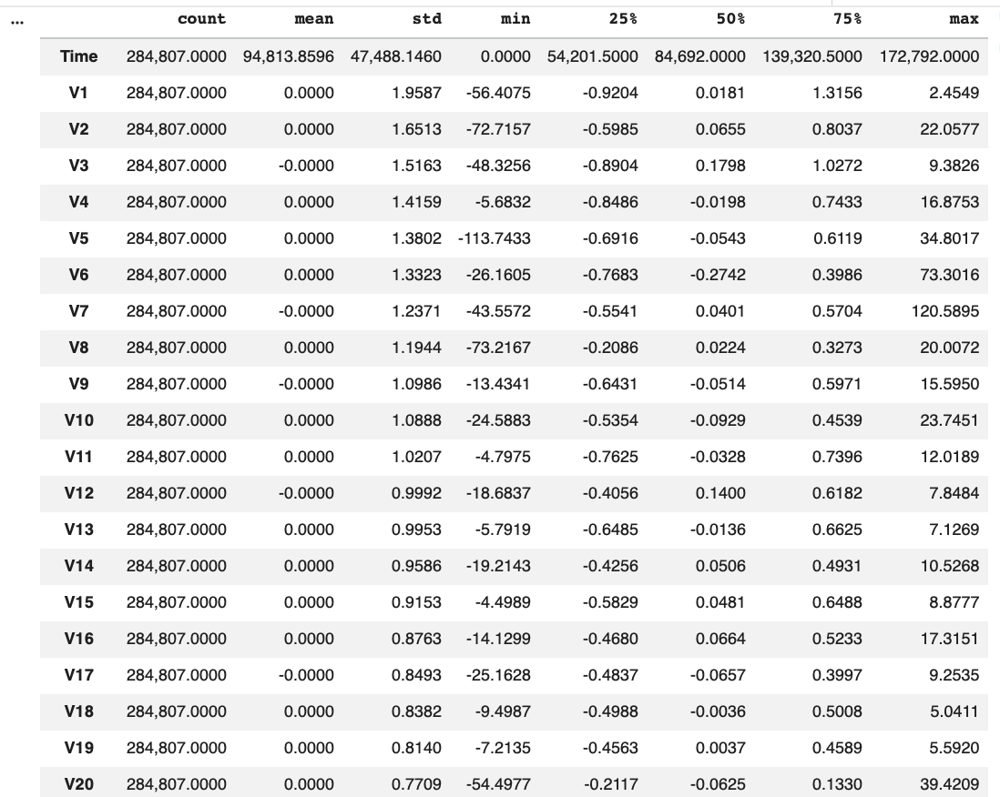 ... count mean std min 25% 50% 75% max
Time 284,807.0000 94,813.8596 47,488.1460 0.0000 54,201.5000 84,692.0000 139,320.5000 172,792.0000
V1 284,807.0000 0.0000 1.9587 -56.4075 -0.9204 0.0181 1.3156 2.4549
V2 284,807.0000 0.0000 1.6513 -72.7157 -0.5985 0.0655 0.8037 22.0577
V3 284,807.0000 -0.0000 1.5163 -48.3256 -0.8904 0.1798 1.0272 9.3826
V4 284,807.0000 0.0000 1.4159 -5.6832 -0.8486 -0.0198 0.7433 16.8753
V5 284,807.0000 0.0000 1.3802 -113.7433 -0.6916 -0.0543 0.6119 34.8017
V6 284,807.0000 0.0000 1.3323 -26.1605 -0.7683 -0.2742 0.3986 73.3016
V7 284,807.0000 -0.0000 1.2371 -43.5572 -0.5541 0.0401 0.5704 120.5895
V8 284,807.0000 0.0000 1.1944 -73.2167 -0.2086 0.0224 0.3273 20.0072
V9 284,807.0000 -0.0000 1.0986 -13.4341 -0.6431 -0.0514 0.5971 15.5950
V10 284,807.0000 0.0000 1.0888 -24.5883 -0.5354 -0.0929 0.4539 23.7451
V11 284,807.0000 0.0000 1.0207 -4.7975 -0.7625 -0.0328 0.7396 12.0189
V12 284,807.0000 -0.0000 0.9992 -18.6837 -0.4056 0.1400 0.6182 7.8484
V13 284,807.0000 0.0000 0.9953 -5.7919 -0.6485 -0.0136 0.6625 7.1269
V14 284,807.0000 0.0000 0.9586 -19.2143 -0.4256 0.0506 0.4931 10.5268
V15 284,807.0000 0.0000 0.9153 -4.4989 -0.5829 0.0481 0.6488 8.8777
V16 284,807.0000 0.0000 0.8763 -14.1299 -0.4680 0.0664 0.5233 17.3151
V17 284,807.0000 -0.0000 0.8493 -25.1628 -0.4837 -0.0657 0.3997 9.2535
V18 284,807.0000 0.0000 0.8382 -9.4987 -0.4988 -0.0036 0.5008 5.0411
V19 284,807.0000 0.0000 0.8140 -7.2135 -0.4563 0.0037 0.4589 5.5920
V20 284,807.0000 0.0000 0.7709 -54.4977 -0.2117 -0.0625 0.1330 39.4209